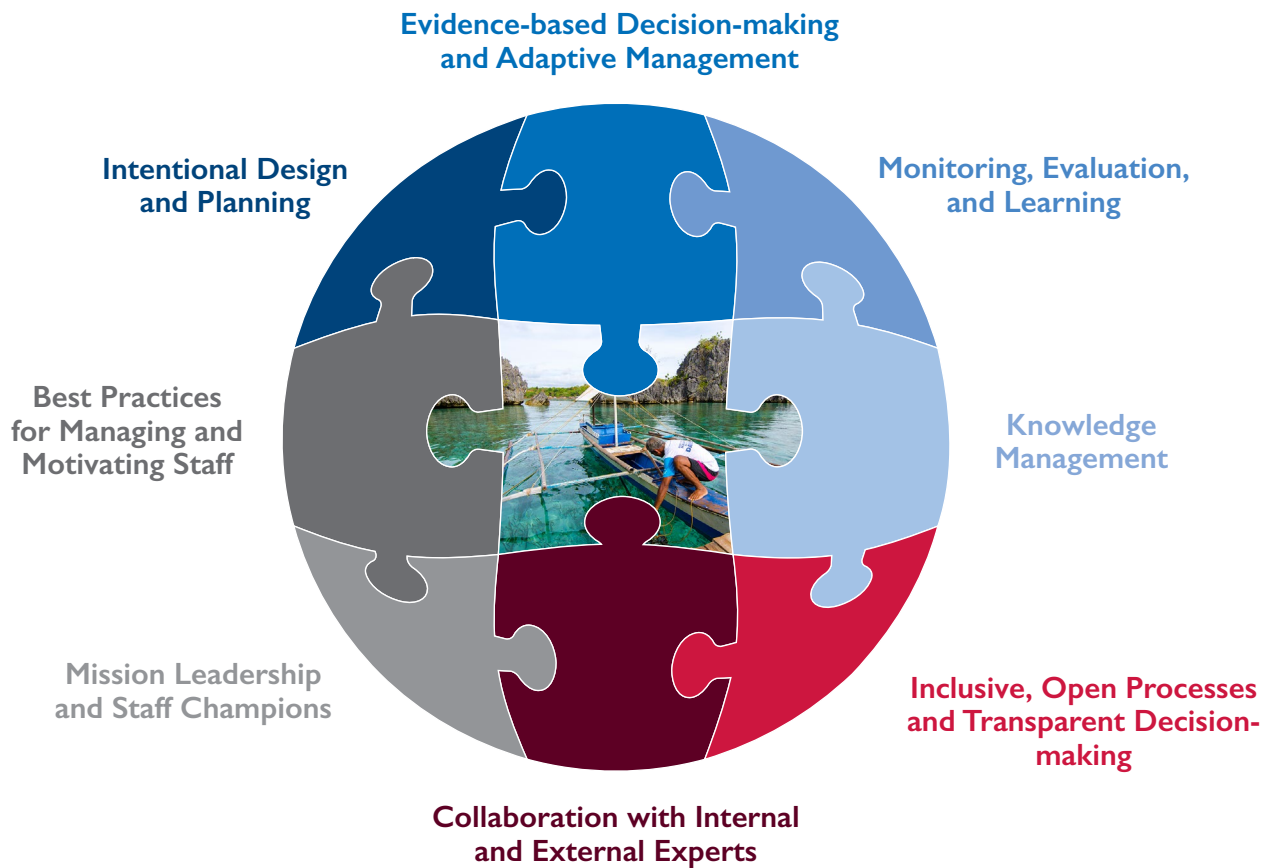 Evidence-based Decision-making
and Adaptive Management
Intentional Design
and Planning
Monitoring, Evaluation,
and Learning
Best Practices
for Managing and
Motivating Staff
Knowledge
Management
Mission Leadership
and Staff Champions
Inclusive, Open Processes
and Transparent Decision-
making
Collaboration with Internal
and External Experts